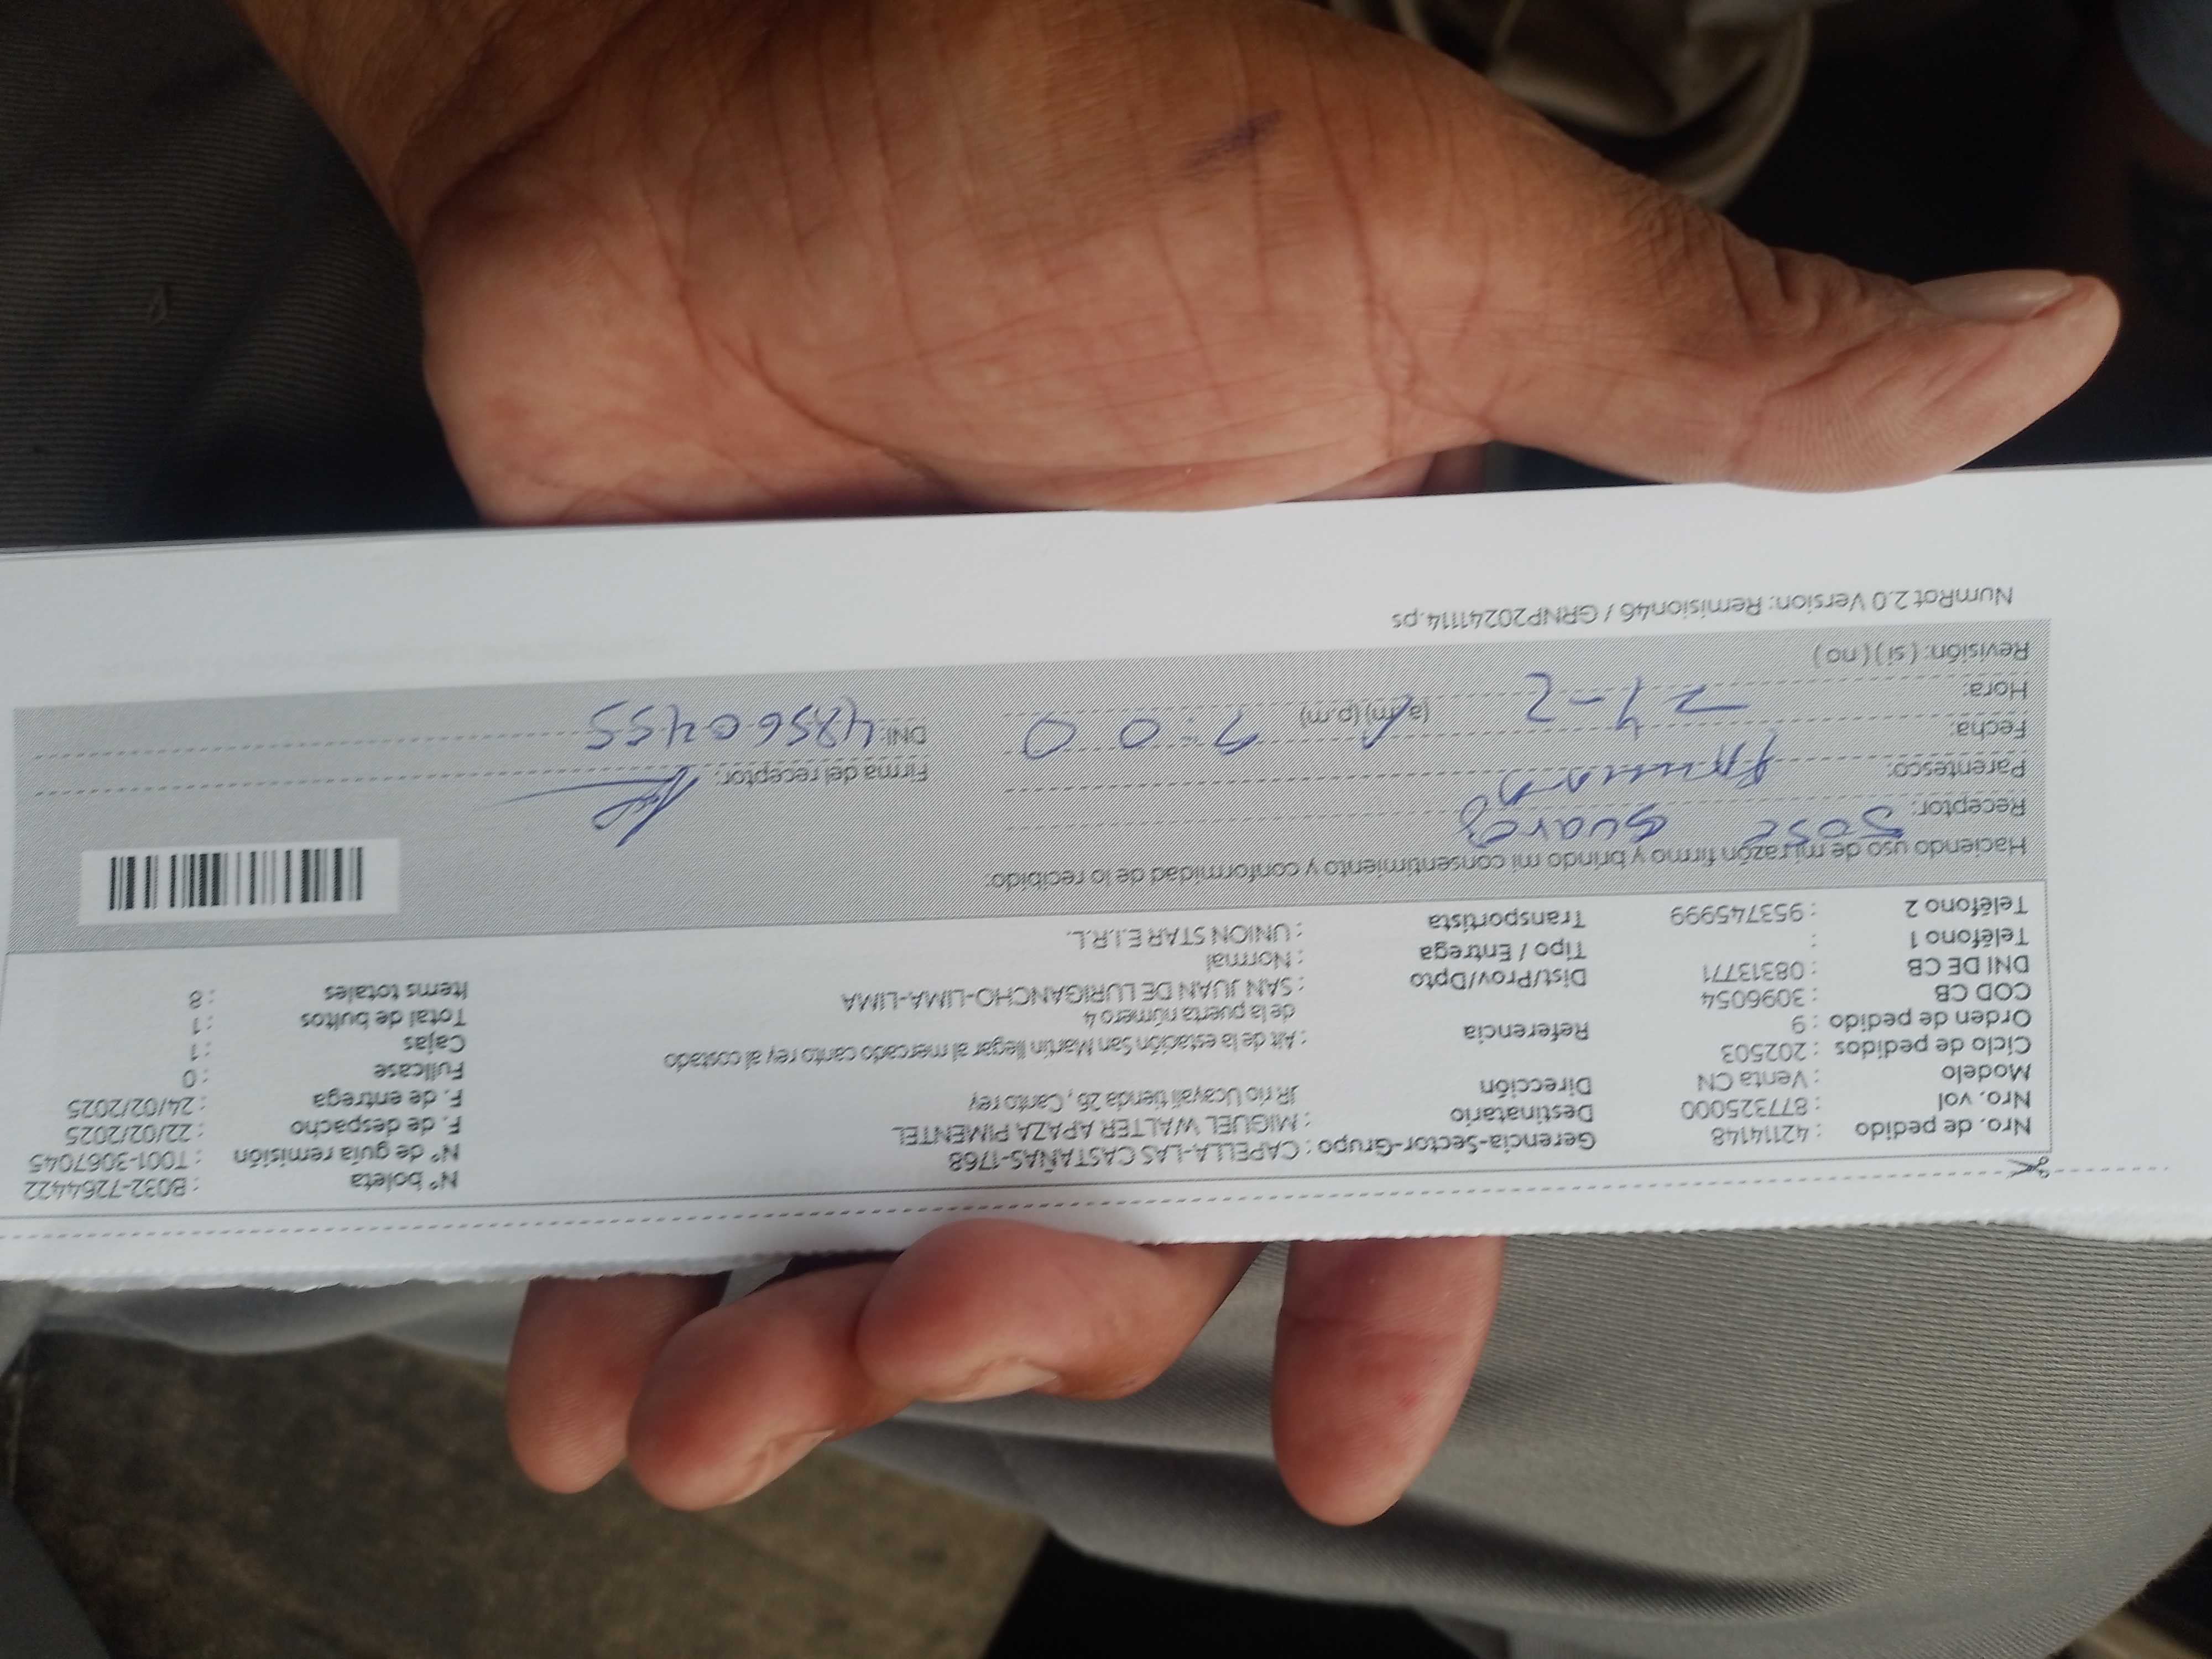 Nro. de pedido : 42114148
Nro. vol : 877325000
Modelo : Venta CN
Ciclo de pedidos : 202503
Orden de pedido : 9
COD CB : 3096054
DNI DE CB : 08313771
Teléfono 1 :
Teléfono 2 : 953745999
Gerencia-Sector-Grupo : CAPELLA-LAS CASTAÑAS-1768
Destinatario : MIGUEL WALTER APAZA PIMENTEL
Dirección JR rio Ucayali tienda 26, Canto rey
Referencia : Alt de la estación San Martin llegar al mercado canto rey al costado
de la puerta número 4
Dist/Prov/Dpto : SAN JUAN DE LURIGANCHO-LIMA-LIMA
Tipo / Entrega : Normal
Transportista : UNION STAR E.I.R.L.
N° boleta : B032-7264422
N° de guía remisión : T001-3067045
F. de despacho : 22/02/2025
F. de entrega : 24/02/2025
Fullcase : 0
Cajas : 1
Total de bultos : 1
Items totales : 8
Haciendo uso de mi razón firmo y brindo mi consentimiento y conformidad de lo recibido:
Receptor: Jose Suarez
Parentesco:
Fecha: 24-2
Hora: (a.m) (p.m)
Revisión: ( si ) ( no )
Firma del receptor:
DNI: 48560455
NumRot 2.0 Version: Remision46 / GRNP20241114.ps